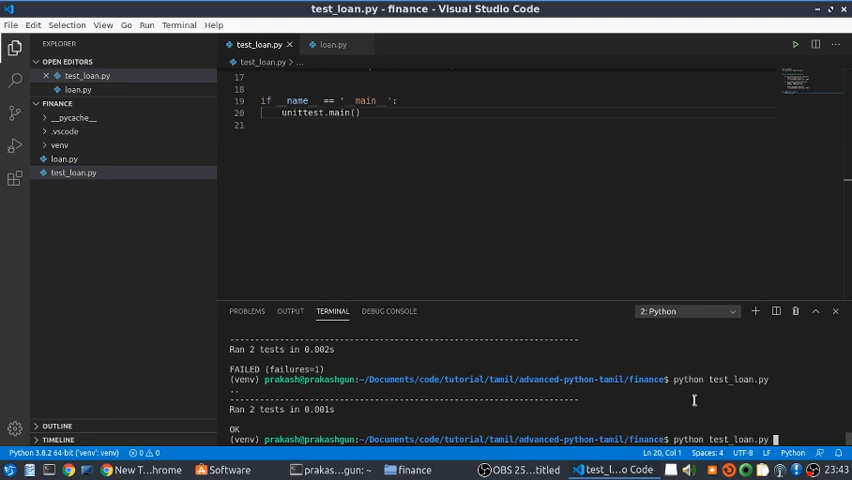 test_loan.py - finance - Visual Studio Code
File Edit Selection View Go Run Terminal Help
EXPLORER
test_loan.py
loan.py
OPEN EDITORS
test_loan.py > ...
test_loan.py
loan.py
17
18
19 if __name__ == '__main__':
20 unittest.main()
21
FINANCE
__pycache__
.vscode
venv
loan.py
test_loan.py
PROBLEMS OUTPUT TERMINAL DEBUG CONSOLE
2: Python
----------------------------------------------------------------------
Ran 2 tests in 0.002s
FAILED (failures=1)
(venv) prakash@prakashgun:~/Documents/code/tutorial/tamil/advanced-python-tamil/finance$ python test_loan.py
..
----------------------------------------------------------------------
Ran 2 tests in 0.001s
OK
(venv) prakash@prakashgun:~/Documents/code/tutorial/tamil/advanced-python-tamil/finance$ python test_loan.py
OUTLINE
TIMELINE
Python 3.8.2 64-bit ('venv': venv) 0 0 Ln 20, Col 1 Spaces: 4 UTF-8 LF Python
New T...hrome Software prakas...gun: ~ finance OBS 25...titled test_l...o Code 23:43